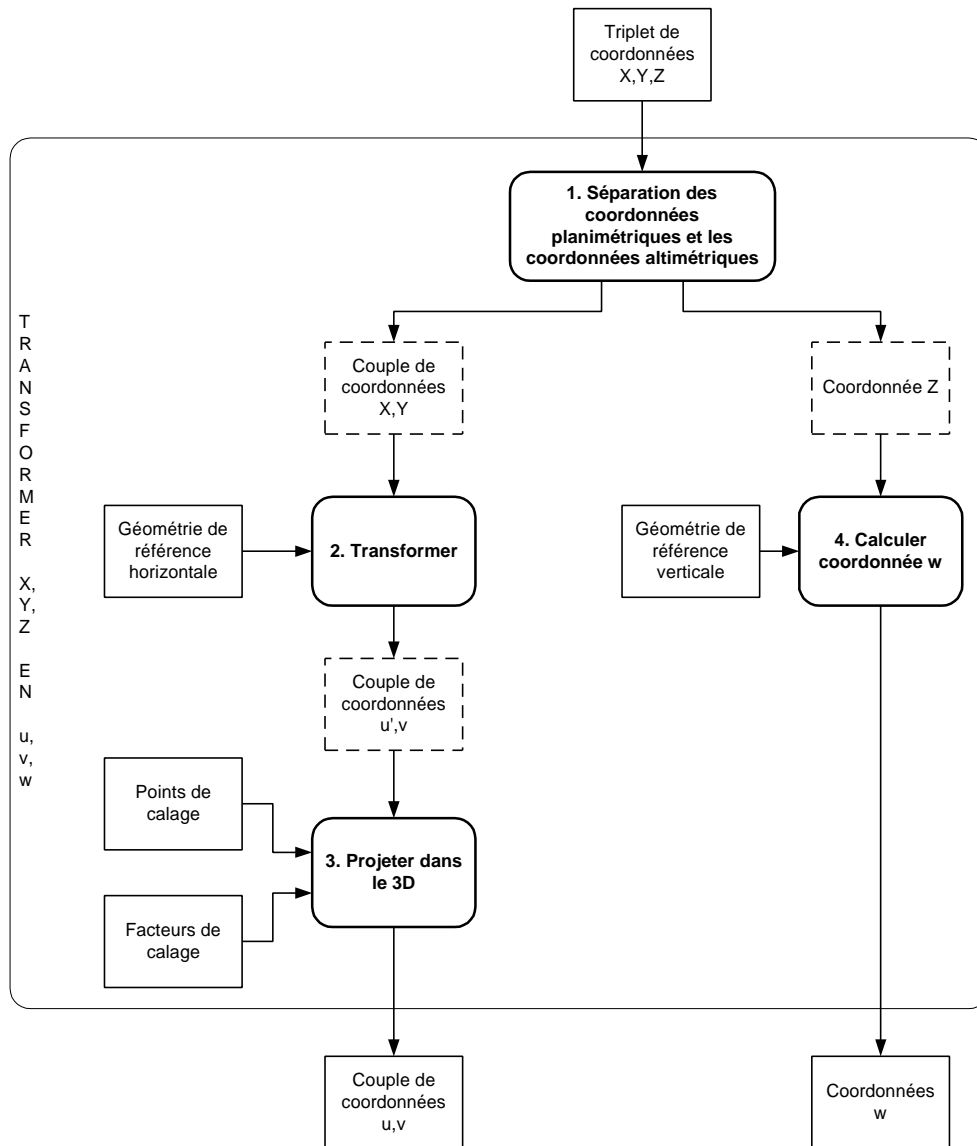 Triplet de
coordonnées
X,Y,Z
1. Séparation des
coordonnées
planimétriques et les
coordonnées altimétriques
T
R
A
N
S
F
O
R
M
E
R
X,
Y,
Z
E
N
u,
v,
w
Couple de
coordonnées
X,Y
Coordonnée Z
Géométrie de
référence
horizontale
2. Transformer
Géométrie de
référence
verticale
4. Calculer
coordonnée w
Couple de
coordonnées
u',v
Points de
calage
3. Projeter dans
le 3D
Facteurs de
calage
Couple de
coordonnées
u,v
Coordonnées
w